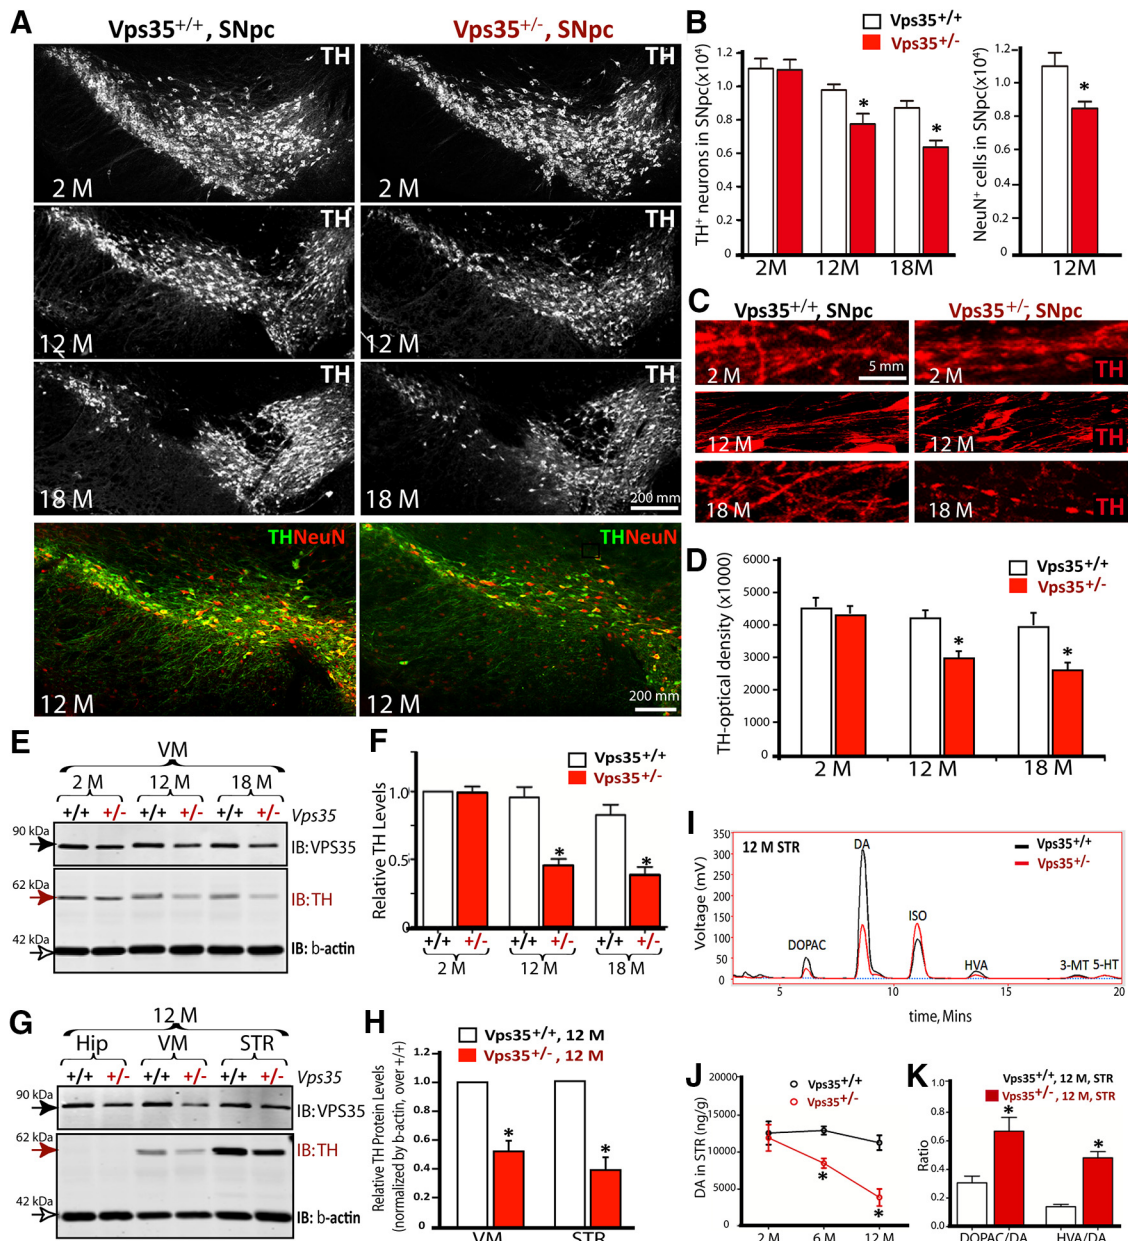 A
Vps35+/+, SNpc
Vps35+/-, SNpc
TH
2 M
TH
TH
12 M
TH
12 M
TH
18 M
TH
18 M
200 mm
THNeuN
12 M
THNeuN
12 M
200 mm
B
Vps35+/+
Vps35+/-
TH+ neurons in SNpc(x10⁴)
1.2
1.0
0.8
0.6
0.4
0.2
0
*
*
2M
12M
18M
NeuN+ cells in SNpc(x10⁴)
1.2
1.0
0.8
0.6
0.4
0.2
0
*
12M
C
Vps35+/+, SNpc
Vps35+/-, SNpc
2 M
5 mm
2 M
TH
12 M
12 M
TH
18 M
18 M
TH
D
Vps35+/+
Vps35+/-
TH-optical density (x1000)
6000
5000
4000
3000
2000
1000
0
*
*
2 M
12 M
18 M
E
VM
2 M
12 M
18 M
+/+
+/-
+/+
+/-
+/+
+/-
Vps35
90 kDa
IB:VPS35
62 kDa
IB:TH
42 kDa
IB: b-actin
F
Vps35+/+
Vps35+/-
Relative TH Levels
1.0
0.5
0
*
*
+/+
+/-
+/+
+/-
+/+
+/-
2 M
12 M
18 M
G
12 M
Hip
VM
STR
+/+
+/-
+/+
+/-
+/+
+/-
Vps35
90 kDa
IB:VPS35
62 kDa
IB:TH
42 kDa
IB: b-actin
H
Vps35+/+, 12 M
Vps35+/-, 12 M
Relative TH Protein Levels
(normalized by b-actin, over +/+)
1.2
1.0
0.8
0.6
0.4
0.2
0
*
*
VM
STR
I
12 M STR
Vps35+/+
Vps35+/-
Voltage (mV)
350
300
250
200
150
100
50
0
DOPAC
DA
ISO
HVA
3-MT
5-HT
5
10
15
20
time, Mins
J
Vps35+/+
Vps35+/-
DA in STR (ng/g)
20000
15000
10000
5000
0
*
*
2 M
6 M
12 M
K
Vps35+/+, 12 M, STR
Vps35+/-, 12 M, STR
Ratio
1.0
0.8
0.6
0.4
0.2
0.0
*
*
DOPAC/DA
HVA/DA